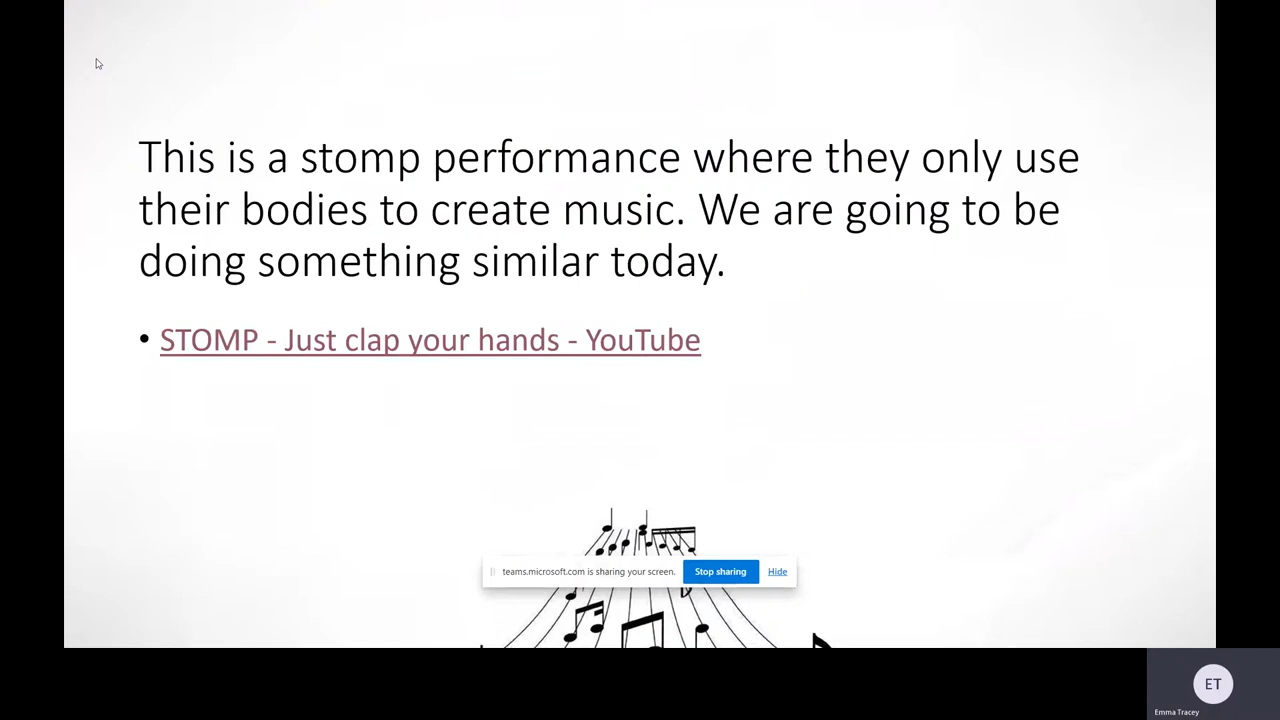 This is a stomp performance where they only use
their bodies to create music. We are going to be
doing something similar today.
• STOMP - Just clap your hands - YouTube
teams.microsoft.com is sharing your screen. Stop sharing Hide
ET
Emma Tracey